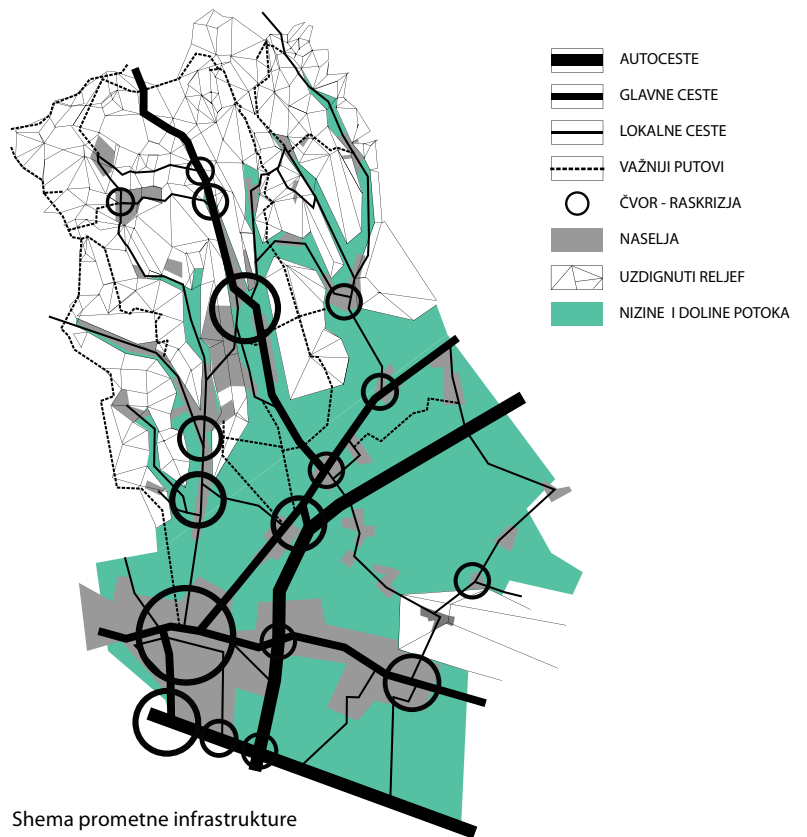 AUTOCESTE
GLAVNE CESTE
LOKALNE CESTE
VAŽNIJI PUTOVI
ČVOR - RASKRIZJA
NASELJA
UZDIGNUTI RELJEF
NIZINE I DOLINE POTOKA
Shema prometne infrastrukture